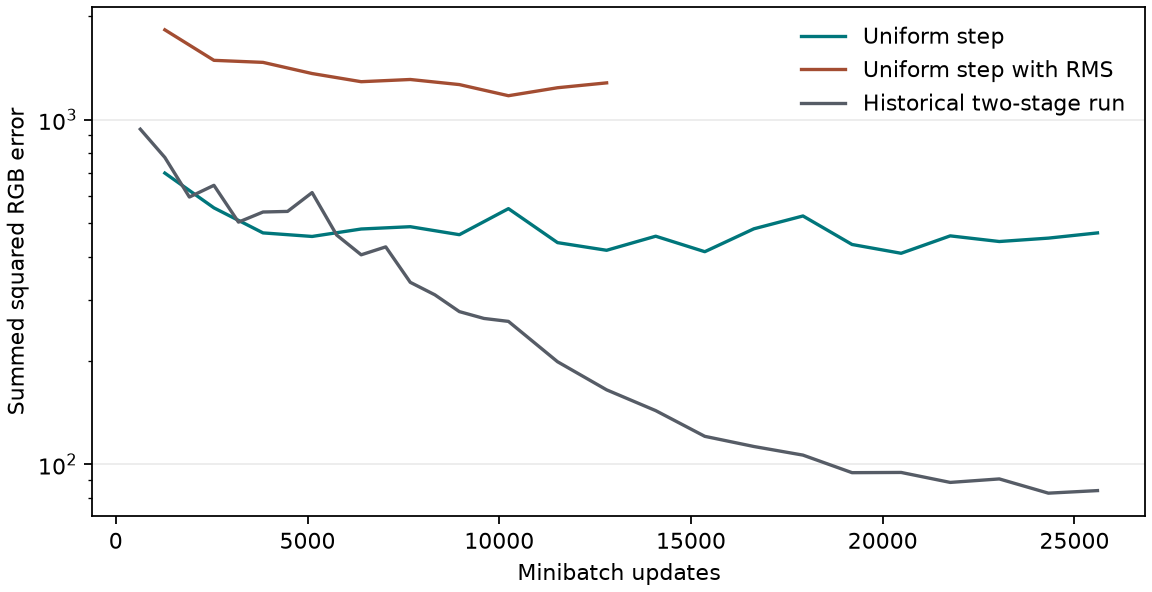 Uniform step
Uniform step with RMS
Historical two-stage run
Summed squared RGB error
10³
10²
0 5000 10000 15000 20000 25000
Minibatch updates